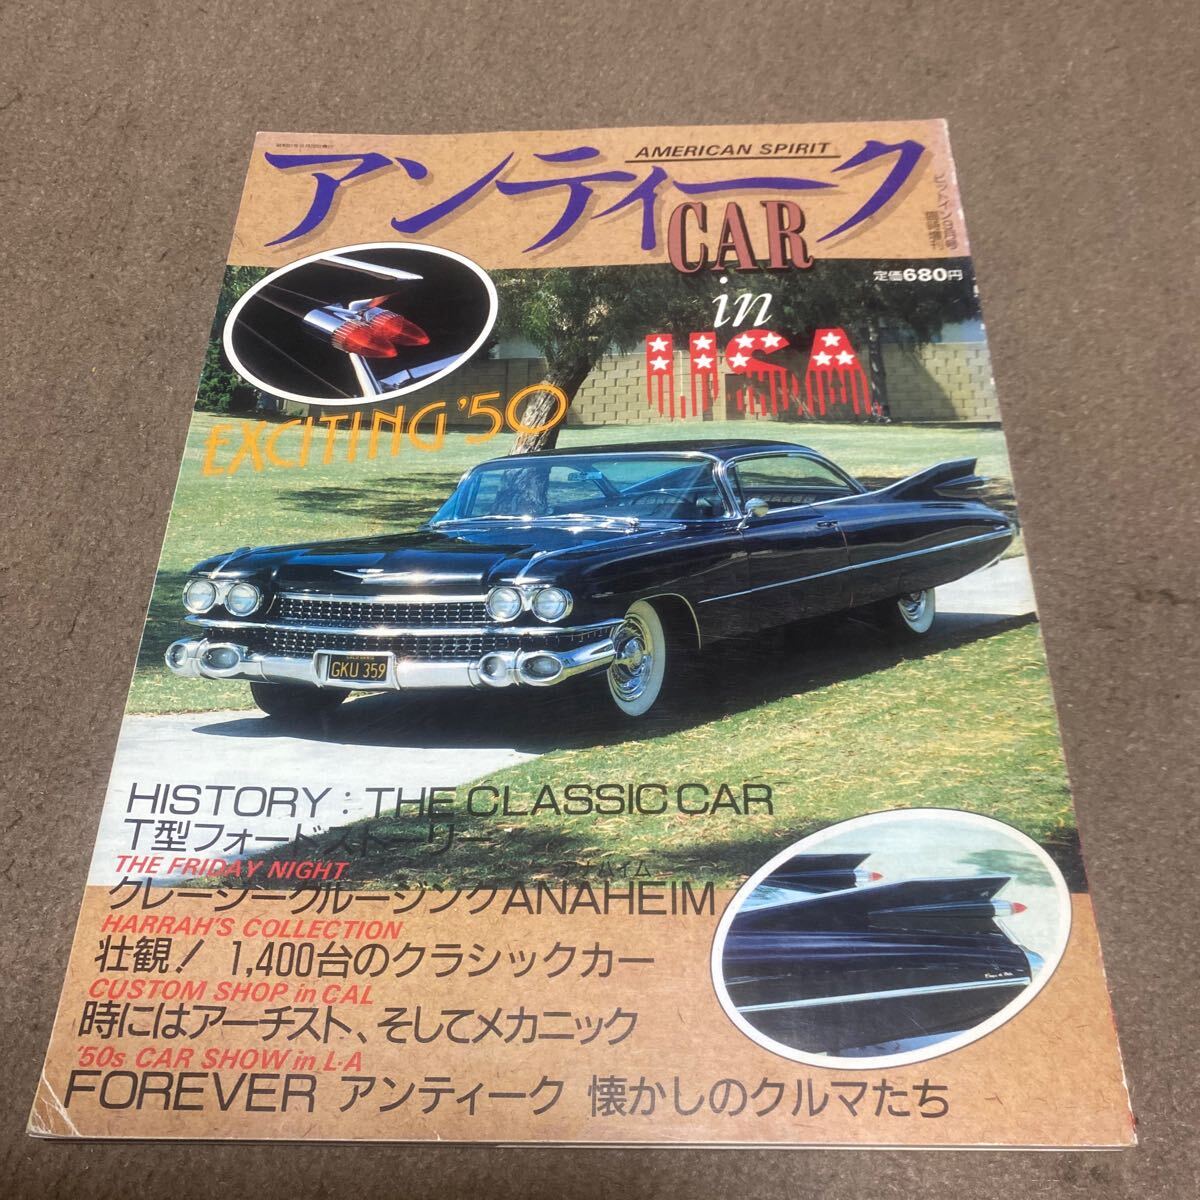 AMERICAN SPIRIT
アンティーク
CAR
in
USA
定価680円
EXCITING '50
GKU 359
HISTORY : THE CLASSIC CAR
T型フォードストーリー
THE FRIDAY NIGHT
アナハイム
クレージークルージングANAHEIM
HARRAH'S COLLECTION
壮観! 1,400台のクラシックカー
CUSTOM SHOP in CAL
時にはアーチスト、そしてメカニック
'50s CAR SHOW in L・A
FOREVER アンティーク 懐かしのクルマたち